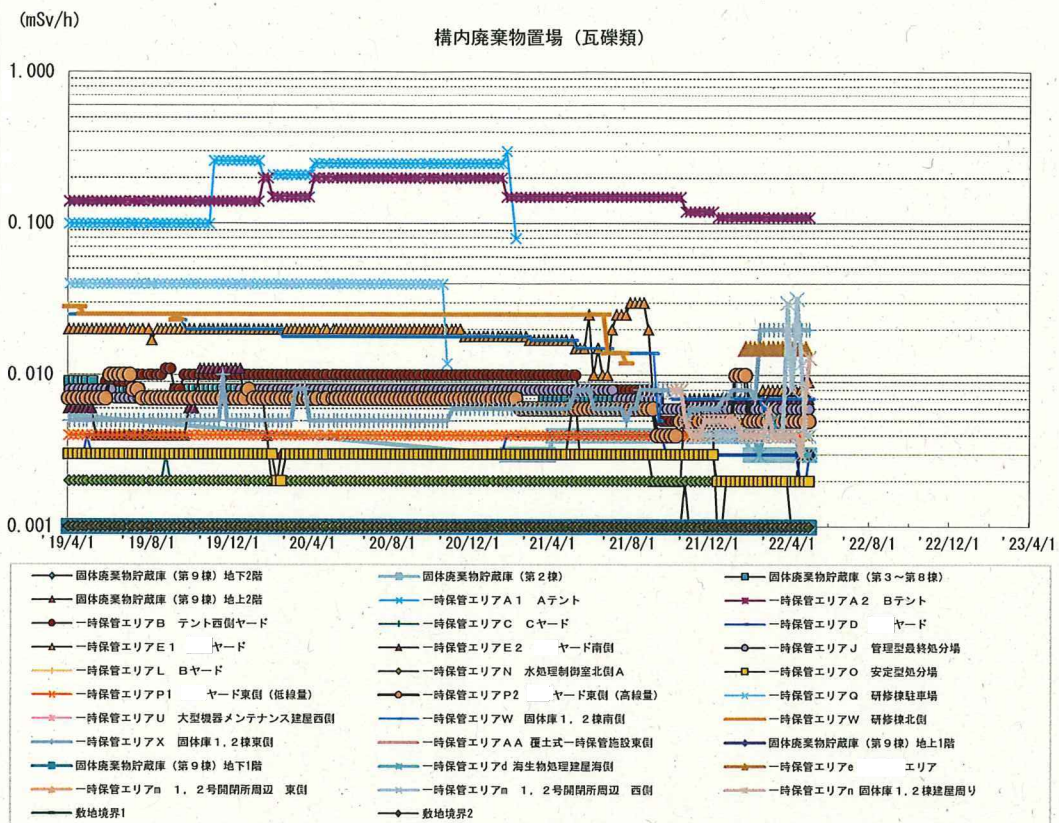 (mSv/h)
構内廃棄物置場 (瓦礫類)
1.000
0.100
0.010
0.001
'19/4/1 '19/8/1 '19/12/1 '20/4/1 '20/8/1 '20/12/1 '21/4/1 '21/8/1 '21/12/1 '22/4/1 '22/8/1 '22/12/1 '23/4/1
固体廃棄物貯蔵庫 (第9棟) 地下2階 固体廃棄物貯蔵庫 (第2棟) 固体廃棄物貯蔵庫 (第3～第8棟)
固体廃棄物貯蔵庫 (第9棟) 地上2階 一時保管エリアA1 Aテント 一時保管エリアA2 Bテント
一時保管エリアB テント西側ヤード 一時保管エリアC Cヤード 一時保管エリアD ヤード
一時保管エリアE1 ヤード 一時保管エリアE2 ヤード南側 一時保管エリアJ 管理型最終処分場
一時保管エリアL Bヤード 一時保管エリアN 水処理制御室北側A 一時保管エリアO 安定型処分場
一時保管エリアP1 ヤード東側 (低線量) 一時保管エリアP2 ヤード東側 (高線量) 一時保管エリアQ 研修棟駐車場
一時保管エリアU 大型機器メンテナンス建屋西側 一時保管エリアW 固体庫1,2棟南側 一時保管エリアW 研修棟北側
一時保管エリアX 固体庫1,2棟東側 一時保管エリアAA 覆土式一時保管施設東側 固体廃棄物貯蔵庫 (第9棟) 地上1階
固体廃棄物貯蔵庫 (第9棟) 地下1階 一時保管エリアd 海生物処理建屋海側 一時保管エリアe エリア
一時保管エリアm 1，2号開閉所周辺 東側 一時保管エリアm 1，2号開閉所周辺 西側 一時保管エリアn 固体庫1,2棟建屋周り
敷地境界1 敷地境界2